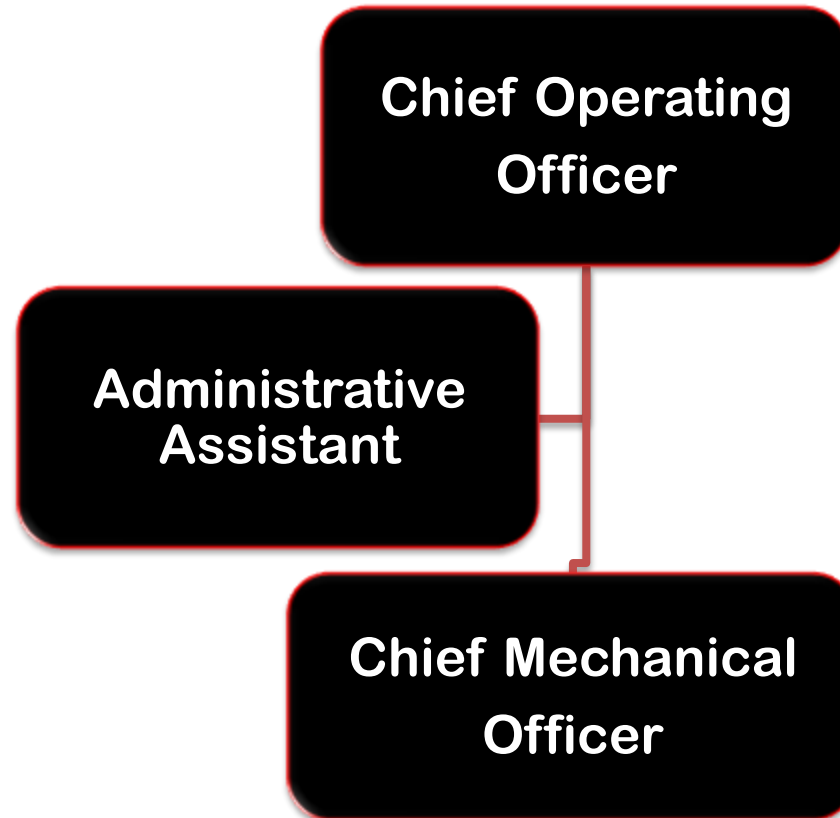 Chief Operating
Officer
Administrative
Assistant
Chief Mechanical
Officer